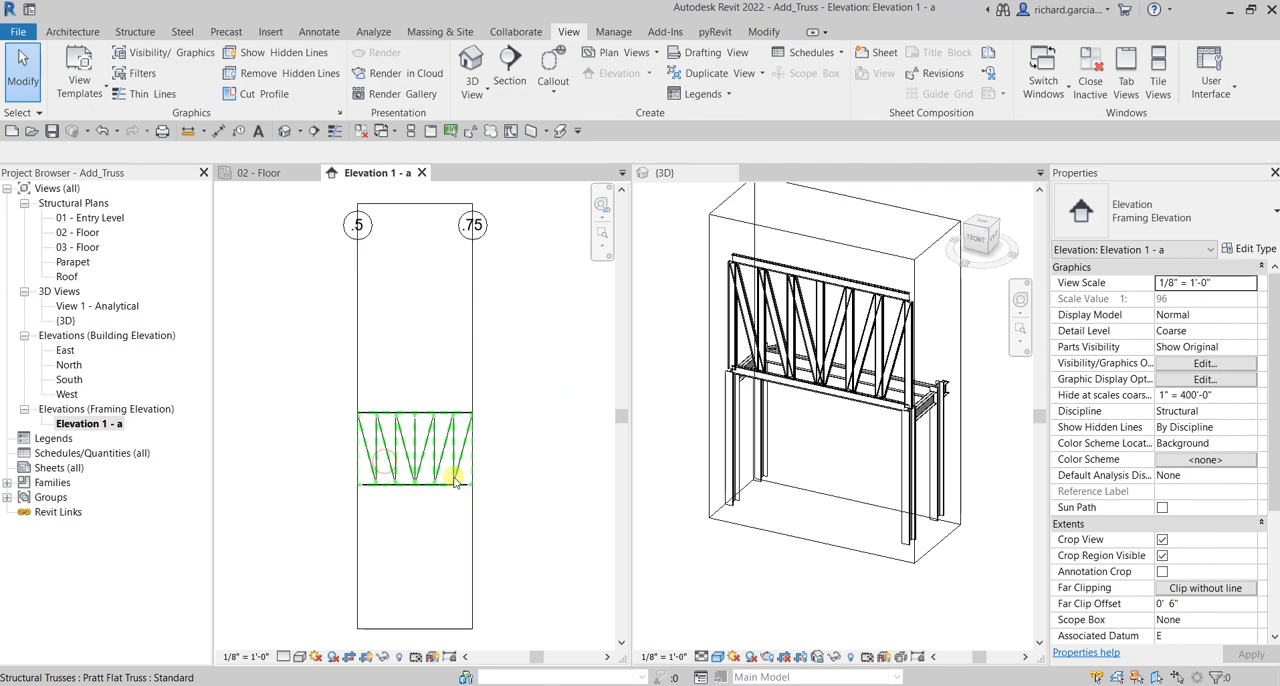 Autodesk Revit 2022 - Add_Truss - Elevation: Elevation 1 - a
richard.garcia...
File Architecture Structure Steel Precast Insert Annotate Analyze Massing & Site Collaborate View Manage Add-Ins pyRevit Modify
Modify
View Templates
Visibility/ Graphics
Filters
Thin Lines
Show Hidden Lines
Remove Hidden Lines
Cut Profile
Render
Render in Cloud
Render Gallery
3D View
Section
Callout
Plan Views
Elevation
Drafting View
Duplicate View
Legends
Schedules
Scope Box
Sheet
View
Title Block
Revisions
Guide Grid
Switch Windows
Close Inactive
Tab Views
Tile Views
User Interface
Select Graphics Presentation Create Sheet Composition Windows
Project Browser - Add_Truss
Views (all)
Structural Plans
01 - Entry Level
02 - Floor
03 - Floor
Parapet
Roof
3D Views
View 1 - Analytical
{3D}
Elevations (Building Elevation)
East
North
South
West
Elevations (Framing Elevation)
Elevation 1 - a
Legends
Schedules/Quantities (all)
Sheets (all)
Families
Groups
Revit Links
02 - Floor
Elevation 1 - a
.5
.75
1/8" = 1'-0"
{3D}
TOP
FRONT
1/8" = 1'-0"
Properties
Elevation
Framing Elevation
Elevation: Elevation 1 - a
Edit Type
Graphics
View Scale 1/8" = 1'-0"
Scale Value 1: 96
Display Model Normal
Detail Level Coarse
Parts Visibility Show Original
Visibility/Graphics O... Edit...
Graphic Display Opt... Edit...
Hide at scales coars... 1" = 400'-0"
Discipline Structural
Show Hidden Lines By Discipline
Color Scheme Locat... Background
Color Scheme <none>
Default Analysis Dis... None
Reference Label
Sun Path
Extents
Crop View
Crop Region Visible
Annotation Crop
Far Clipping Clip without line
Far Clip Offset 0' 6"
Scope Box None
Associated Datum E
Properties help
Apply
Structural Trusses : Pratt Flat Truss : Standard
:0
Main Model
:0